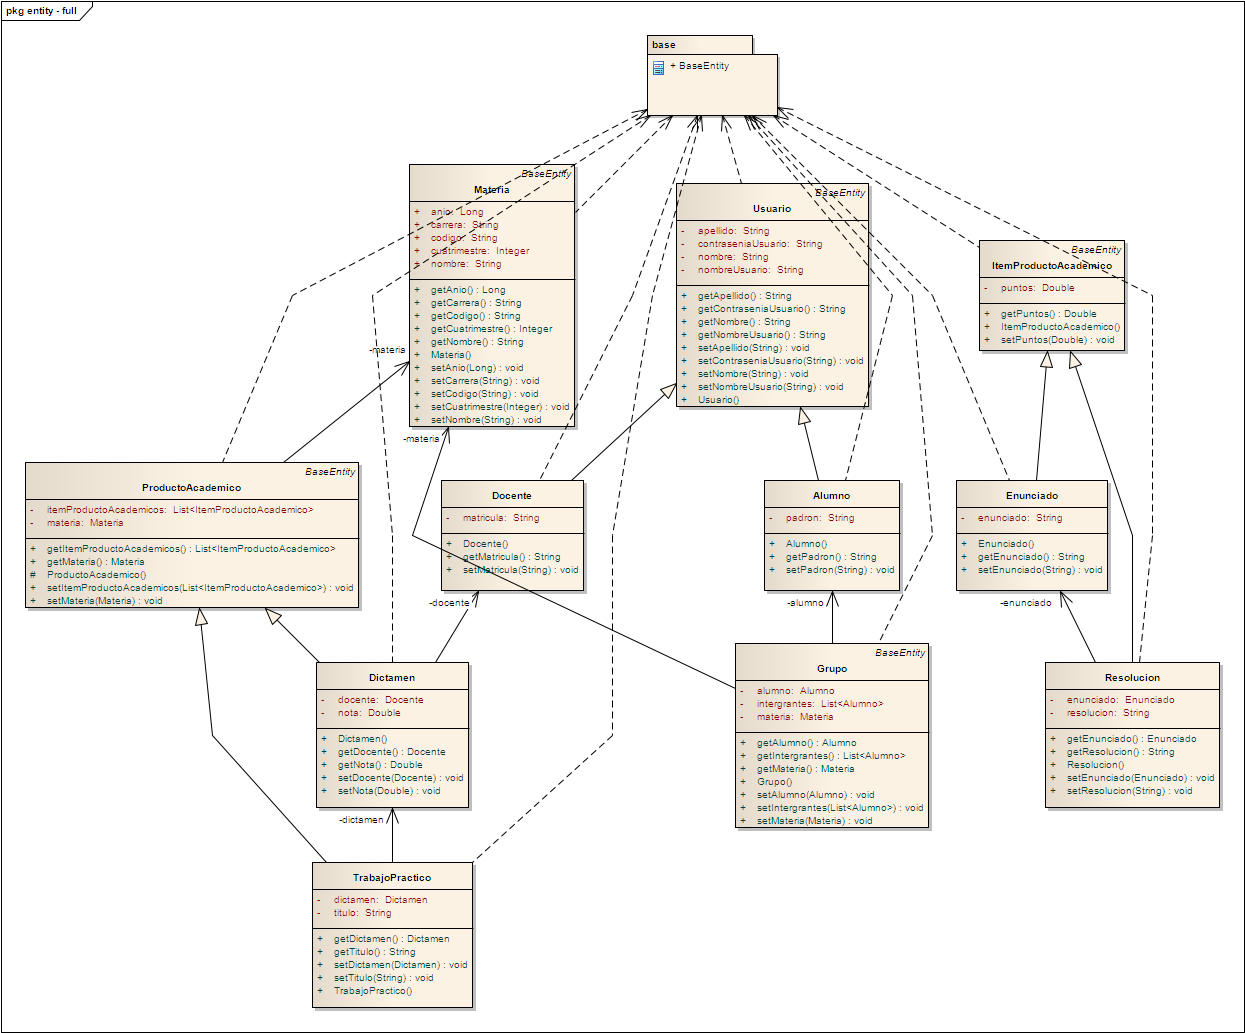 pkg entity - full
base
+ BaseEntity
BaseEntity
Materia
+ anio: Long
+ carrera: String
+ codigo: String
+ cuatrimestre: Integer
+ nombre: String
+ getAnio() : Long
+ getCarrera() : String
+ getCodigo() : String
+ getCuatrimestre() : Integer
+ getNombre() : String
+ Materia()
+ setAnio(Long) : void
+ setCarrera(String) : void
+ setCodigo(String) : void
+ setCuatrimestre(Integer) : void
+ setNombre(String) : void
BaseEntity
Usuario
- apellido: String
- contraseniaUsuario: String
- nombre: String
- nombreUsuario: String
+ getApellido() : String
+ getContraseniaUsuario() : String
+ getNombre() : String
+ getNombreUsuario() : String
+ setApellido(String) : void
+ setContraseniaUsuario(String) : void
+ setNombre(String) : void
+ setNombreUsuario(String) : void
+ Usuario()
BaseEntity
ItemProductoAcademico
- puntos: Double
+ getPuntos() : Double
+ ItemProductoAcademico()
+ setPuntos(Double) : void
-materia
-materia
BaseEntity
ProductoAcademico
- itemProductoAcademicos: List<ItemProductoAcademico>
- materia: Materia
+ getItemProductoAcademicos() : List<ItemProductoAcademico>
+ getMateria() : Materia
# ProductoAcademico()
+ setItemProductoAcademicos(List<ItemProductoAcademico>) : void
+ setMateria(Materia) : void
Docente
- matricula: String
+ Docente()
+ getMatricula() : String
+ setMatricula(String) : void
Alumno
- padron: String
+ Alumno()
+ getPadron() : String
+ setPadron(String) : void
Enunciado
- enunciado: String
+ Enunciado()
+ getEnunciado() : String
+ setEnunciado(String) : void
-docente
-alumno
-enunciado
Dictamen
- docente: Docente
- nota: Double
+ Dictamen()
+ getDocente() : Docente
+ getNota() : Double
+ setDocente(Docente) : void
+ setNota(Double) : void
BaseEntity
Grupo
- alumno: Alumno
- intergrantes: List<Alumno>
- materia: Materia
+ getAlumno() : Alumno
+ getIntergrantes() : List<Alumno>
+ getMateria() : Materia
+ Grupo()
+ setAlumno(Alumno) : void
+ setIntergrantes(List<Alumno>) : void
+ setMateria(Materia) : void
Resolucion
- enunciado: Enunciado
- resolucion: String
+ getEnunciado() : Enunciado
+ getResolucion() : String
+ Resolucion()
+ setEnunciado(Enunciado) : void
+ setResolucion(String) : void
-dictamen
TrabajoPractico
- dictamen: Dictamen
- titulo: String
+ getDictamen() : Dictamen
+ getTitulo() : String
+ setDictamen(Dictamen) : void
+ setTitulo(String) : void
+ TrabajoPractico()